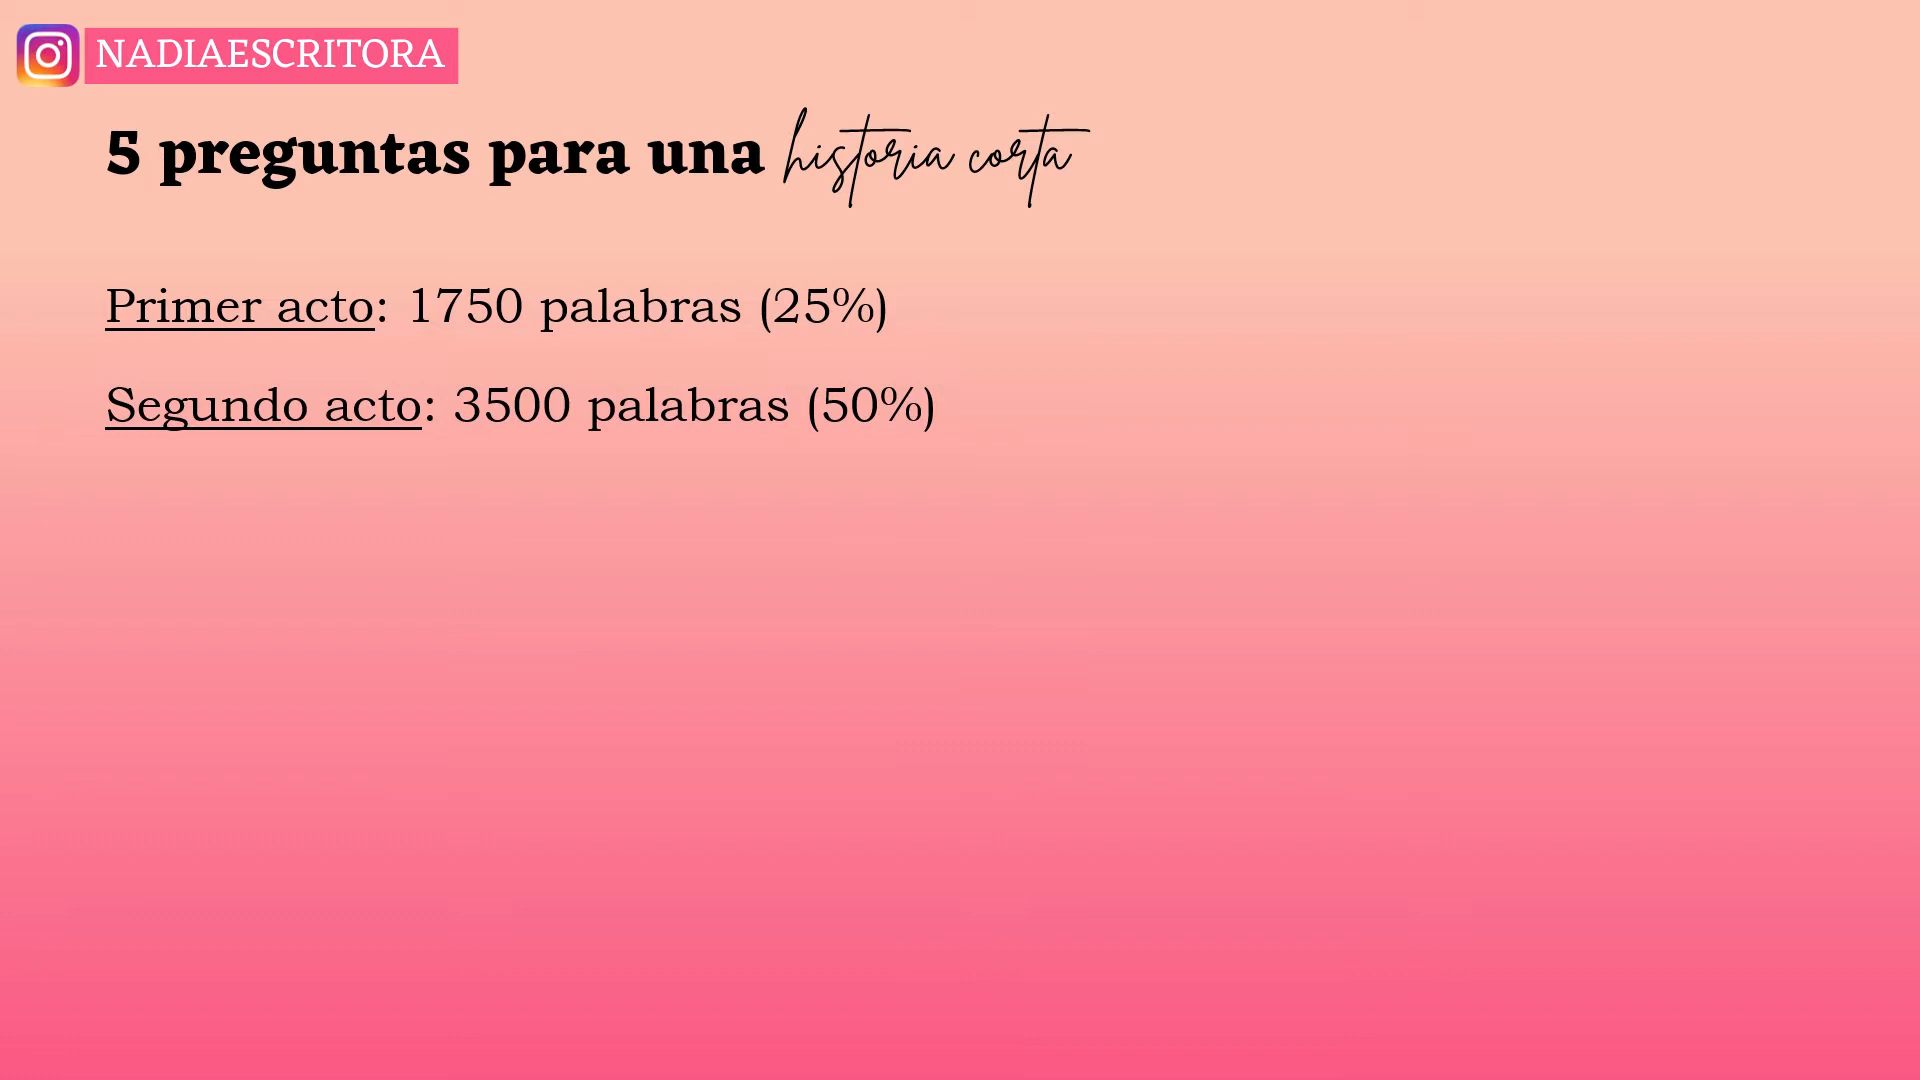 NADIAESCRITORA
5 preguntas para una historia corta
Primer acto: 1750 palabras (25%)
Segundo acto: 3500 palabras (50%)